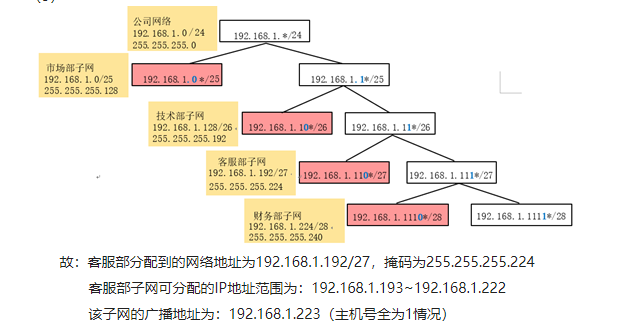 公司网络
192.168.1.0/24
255.255.255.0
192.168.1.*/24
市场部子网
192.168.1.0/25
255.255.255.128
192.168.1.0*/25
192.168.1.1*/25
技术部子网
192.168.1.128/26,
255.255.255.192
192.168.1.10*/26
192.168.1.11*/26
客服部子网
192.168.1.192/27,
255.255.255.224
192.168.1.110*/27
192.168.1.111*/27
财务部子网
192.168.1.224/28,
255.255.255.240
192.168.1.1110*/28
192.168.1.1111*/28
故：客服部分配到的网络地址为192.168.1.192/27，掩码为255.255.255.224
客服部子网可分配的IP地址范围为：192.168.1.193~192.168.1.222
该子网的广播地址为：192.168.1.223（主机号全为1情况）